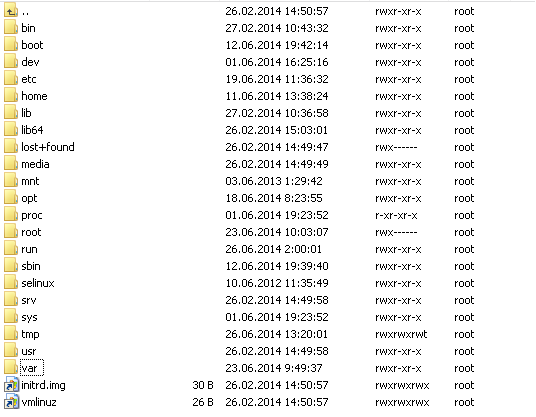 .. 26.02.2014 14:50:57 rwxr-xr-x root
bin 27.02.2014 10:43:32 rwxr-xr-x root
boot 12.06.2014 19:42:14 rwxr-xr-x root
dev 01.06.2014 16:25:16 rwxr-xr-x root
etc 19.06.2014 11:36:32 rwxr-xr-x root
home 11.06.2014 13:38:24 rwxr-xr-x root
lib 27.02.2014 10:36:58 rwxr-xr-x root
lib64 26.02.2014 15:03:01 rwxr-xr-x root
lost+found 26.02.2014 14:49:47 rwx------ root
media 26.02.2014 14:49:49 rwxr-xr-x root
mnt 03.06.2013 1:29:42 rwxr-xr-x root
opt 18.06.2014 8:23:55 rwxr-xr-x root
proc 01.06.2014 19:23:52 r-xr-xr-x root
root 23.06.2014 10:03:07 rwx------ root
run 26.06.2014 2:00:01 rwxr-xr-x root
sbin 12.06.2014 19:39:40 rwxr-xr-x root
selinux 10.06.2012 11:35:49 rwxr-xr-x root
srv 26.02.2014 14:49:58 rwxr-xr-x root
sys 01.06.2014 19:23:52 rwxr-xr-x root
tmp 26.06.2014 13:20:01 rwxrwxrwt root
usr 26.02.2014 14:49:58 rwxr-xr-x root
var 23.06.2014 9:49:37 rwxr-xr-x root
initrd.img 30 B 26.02.2014 14:50:57 rwxrwxrwx root
vmlinuz 26 B 26.02.2014 14:50:57 rwxrwxrwx root